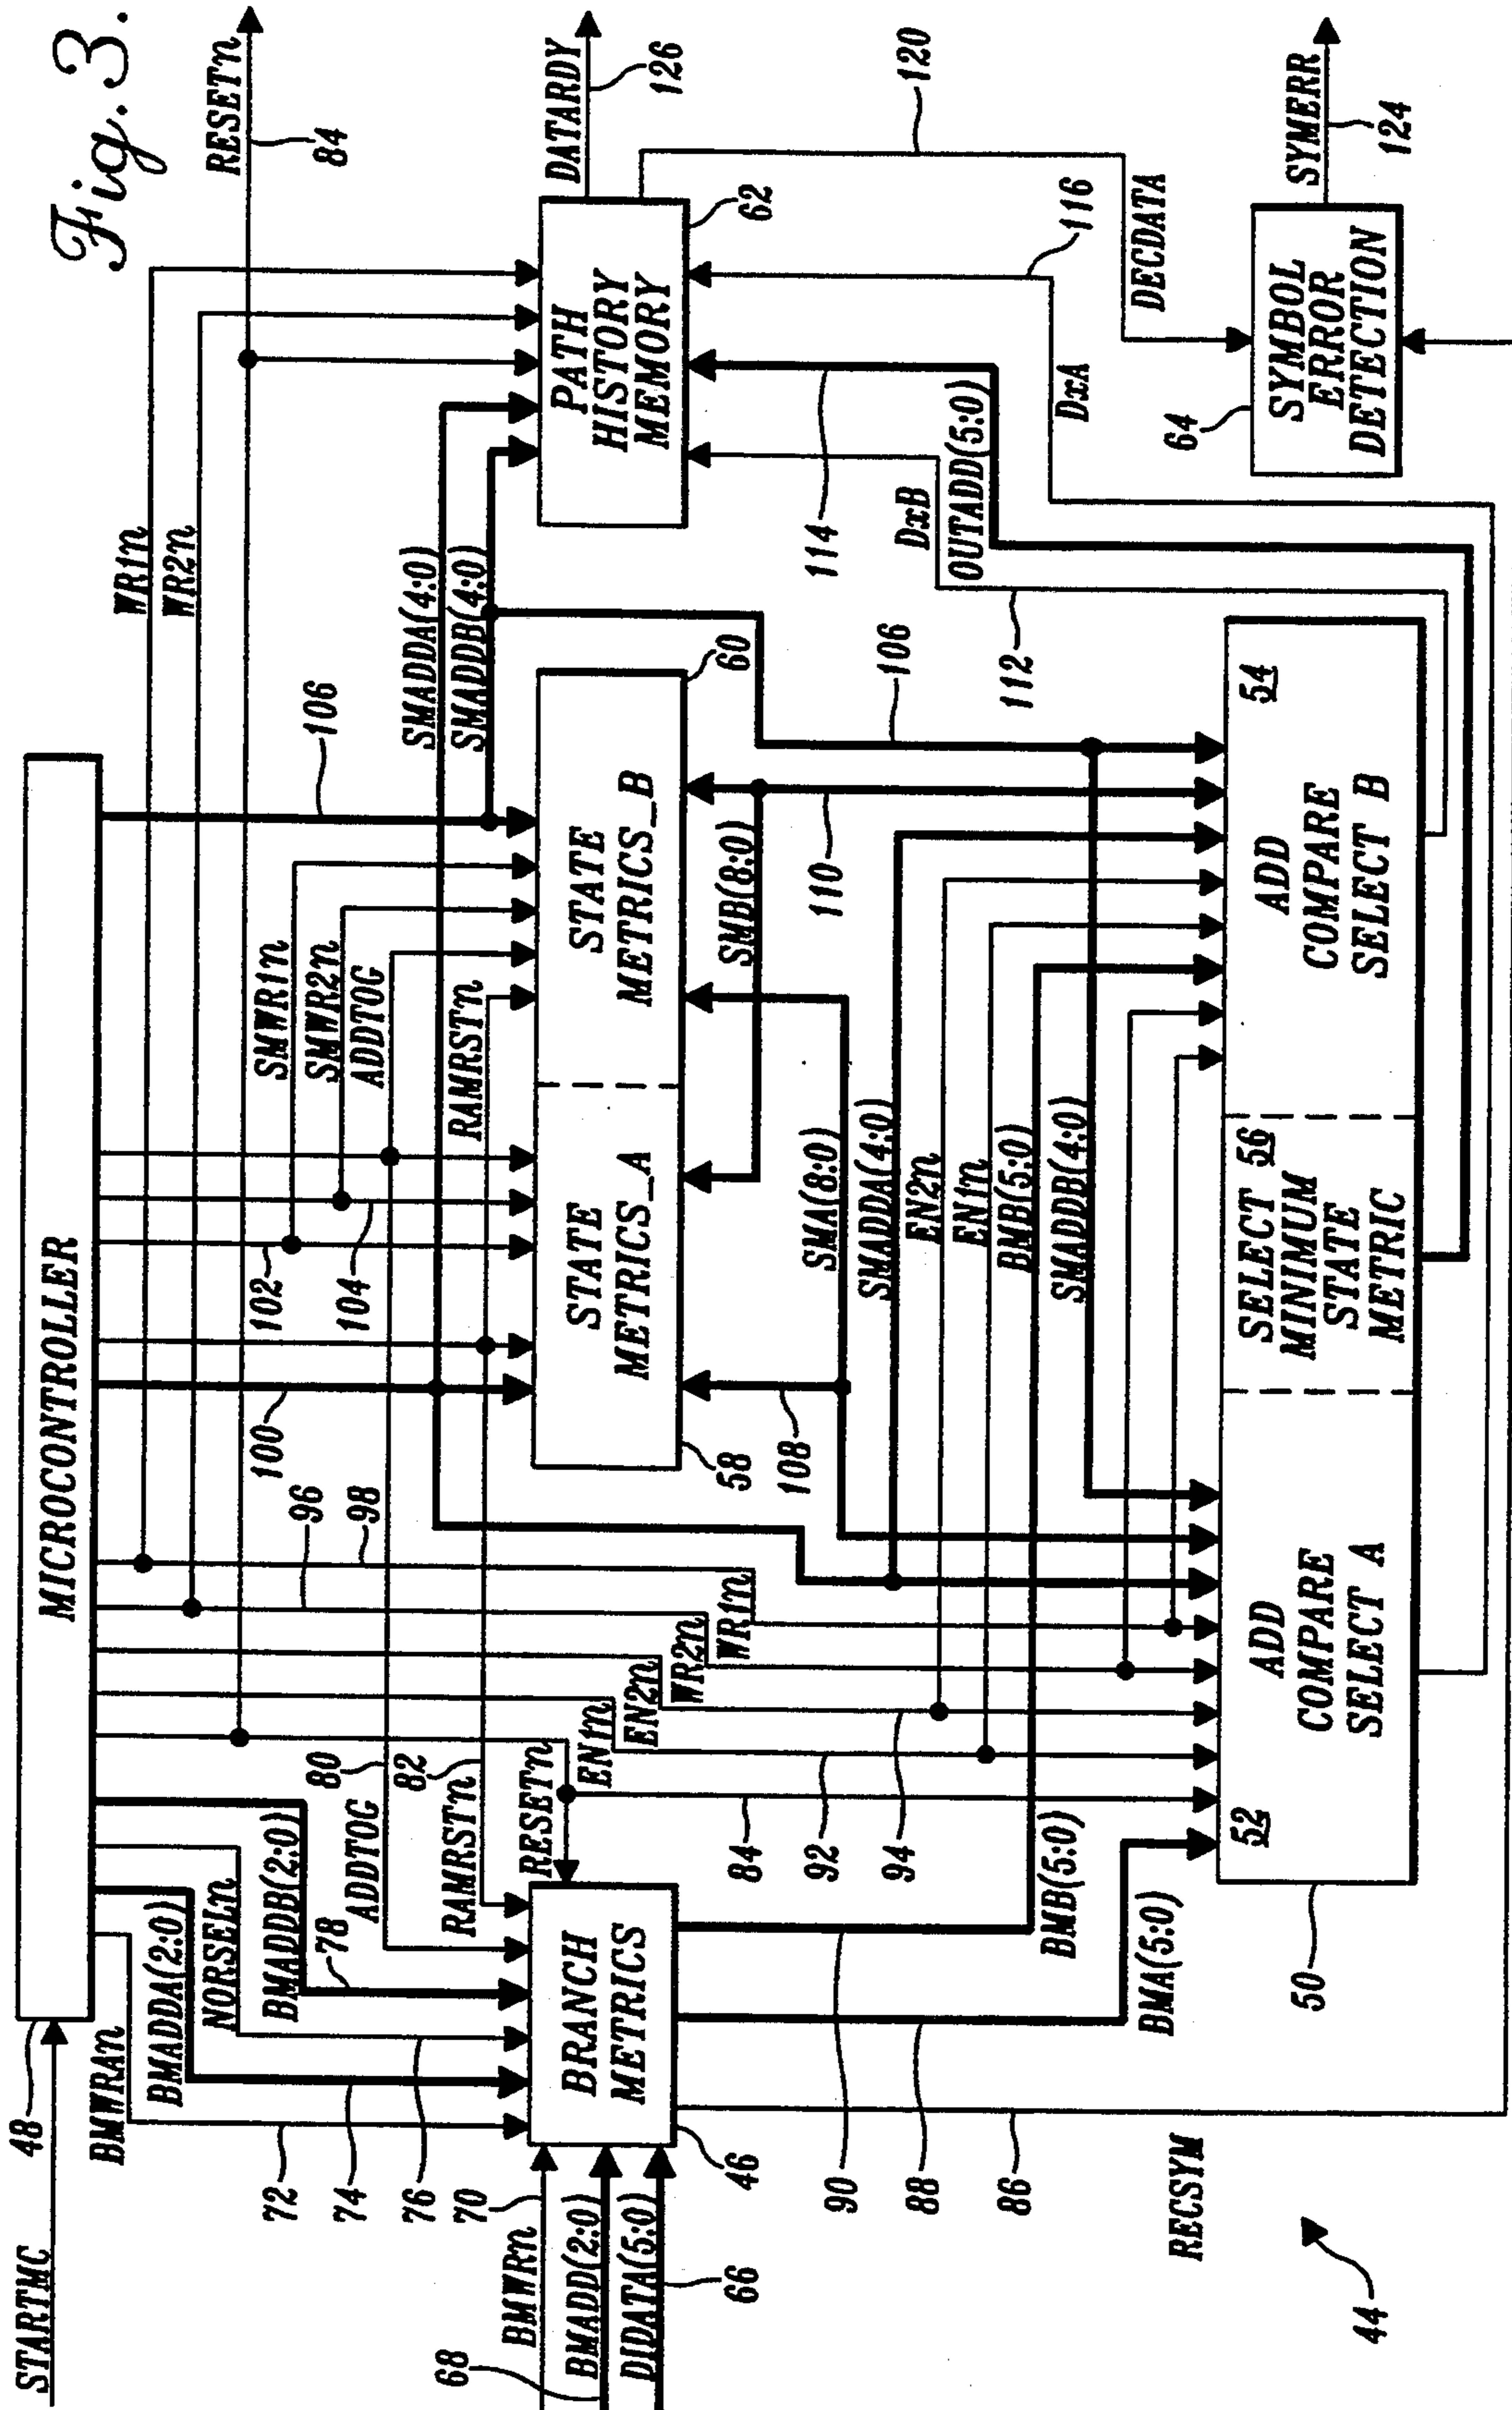 Fig. 3.
STARTMC
48
MICROCONTROLLER
BMWRAn
BMADDA(2:0)
NORSELn
BMADDB(2:0)
78
ADDTOG
80
RAMRSTn
82
RESETn
EN1n
EN2n
WR2n
WR1n
96
98
100
102
104
106
SMWR1n
SMWR2n
ADDTOG
RAMRSTn
SMADDA(4:0)
SMADDB(4:0)
WR1n
WR2n
RESETn
84
72
74
76
70
BMWRn
68
BMADD(2:0)
DIDATA(5:0)
66
BRANCH
METRICS
46
STATE
METRICS_A
58
STATE
METRICS_B
60
PATH
HISTORY
MEMORY
62
DATARDY
126
120
84
92
94
108
SMB(8:0)
110
106
SMA(8:0)
SMADDA(4:0)
EN2n
EN1n
BMB(5:0)
SMADDB(4:0)
112
114
DxB
OUTADD(5:0)
DxA
116
DECDATA
90
88
86
BMB(5:0)
BMA(5:0)
RECSYM
50
52
ADD
COMPARE
SELECT A
SELECT 56
MINIMUM
STATE
METRIC
ADD
COMPARE
SELECT B
54
64
SYMBOL
ERROR
DETECTION
SYMERR
124
44